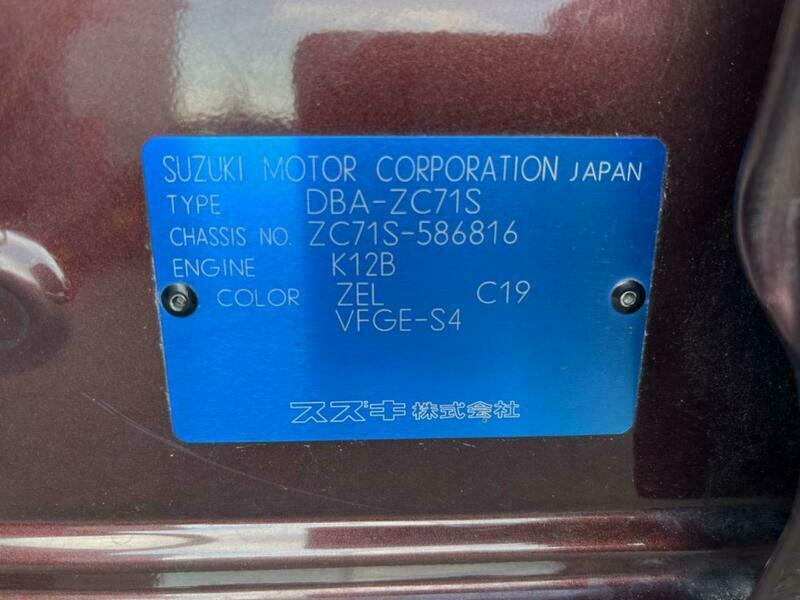 SUZUKI MOTOR CORPORATION JAPAN
TYPE DBA-ZC71S
CHASSIS NO. ZC71S-586816
ENGINE K12B
COLOR ZEL C19
VFGE-S4
スズキ株式会社